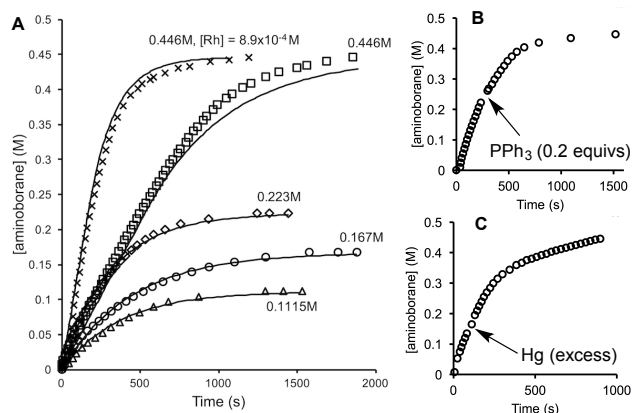 A
[aminoborane] (M)
0.5
0.45
0.4
0.35
0.3
0.25
0.2
0.15
0.1
0.05
0
0.446M, [Rh] = 8.9x10⁻⁴M
0.446M
0.223M
0.167M
0.1115M
0 500 1000 1500 2000
Time (s)
B
[aminoborane] (M)
0.5
0.4
0.3
0.2
0.1
0
PPh₃ (0.2 equivs)
0 500 1000 1500
Time (s)
C
[aminoborane] (M)
0.5
0.4
0.3
0.2
0.1
0
Hg (excess)
0 500 1000
Time (s)